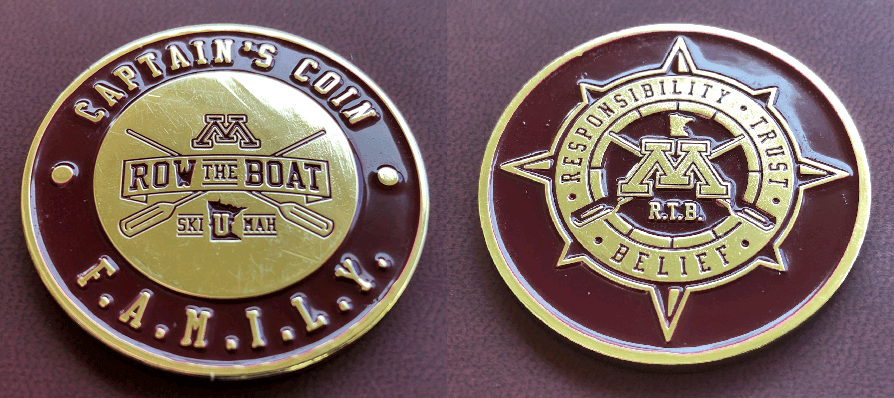 CAPTAIN'S COIN
M
ROW THE BOAT
SKI U MAH
F.A.M.I.L.Y.
RESPONSIBILITY • TRUST
M
R.T.B.
• BELIEF •